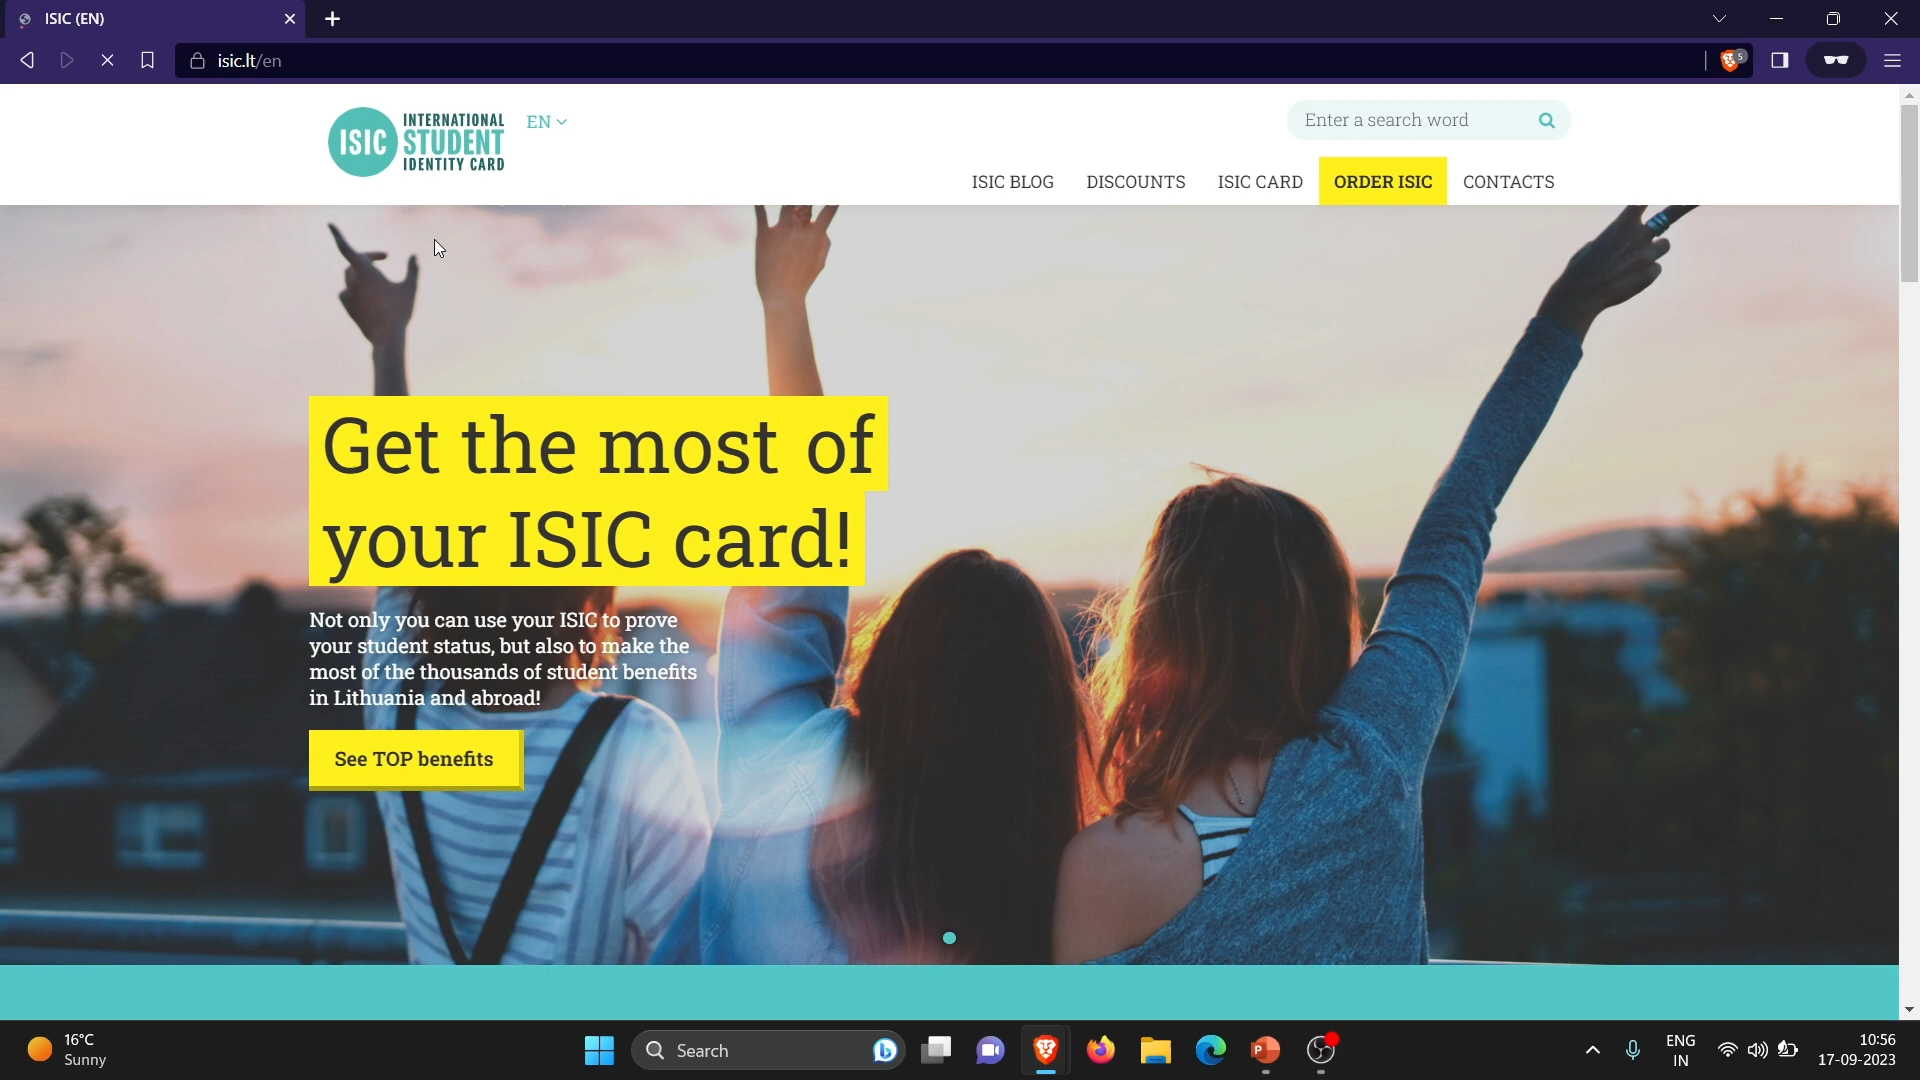 ISIC (EN)
isic.lt/en
5
ISIC
INTERNATIONAL
STUDENT
IDENTITY CARD
EN
Enter a search word
ISIC BLOG
DISCOUNTS
ISIC CARD
ORDER ISIC
CONTACTS
Get the most of
your ISIC card!
Not only you can use your ISIC to prove
your student status, but also to make the
most of the thousands of student benefits
in Lithuania and abroad!
See TOP benefits
16°C
Sunny
Search
ENG
IN
10:56
17-09-2023